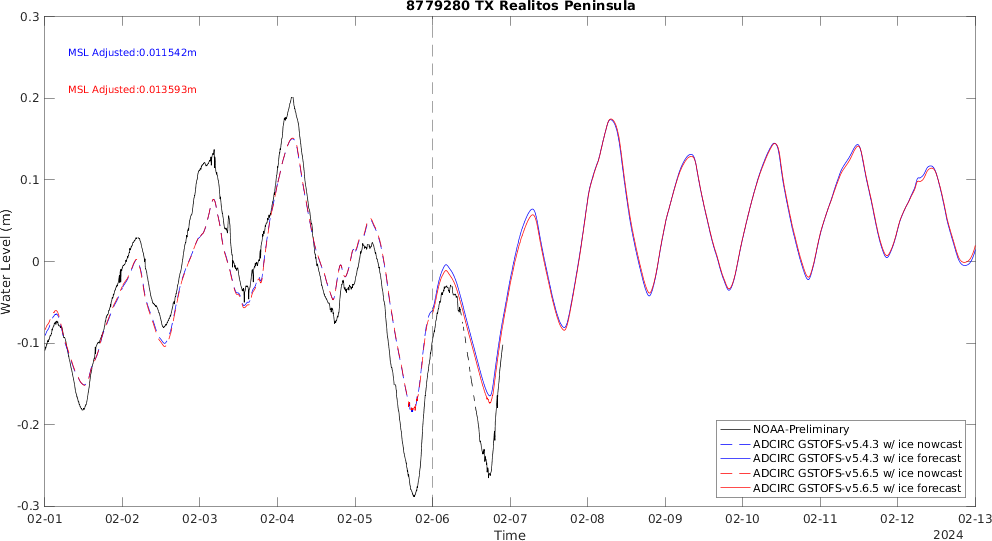 8779280 TX Realitos Peninsula
MSL Adjusted:0.011542m
MSL Adjusted:0.013593m
Water Level (m)
0.3
0.2
0.1
0
-0.1
-0.2
-0.3
NOAA-Preliminary
ADCIRC GSTOFS-v5.4.3 w/ ice nowcast
ADCIRC GSTOFS-v5.4.3 w/ ice forecast
ADCIRC GSTOFS-v5.6.5 w/ ice nowcast
ADCIRC GSTOFS-v5.6.5 w/ ice forecast
02-01 02-02 02-03 02-04 02-05 02-06 02-07 02-08 02-09 02-10 02-11 02-12 02-13
Time
2024